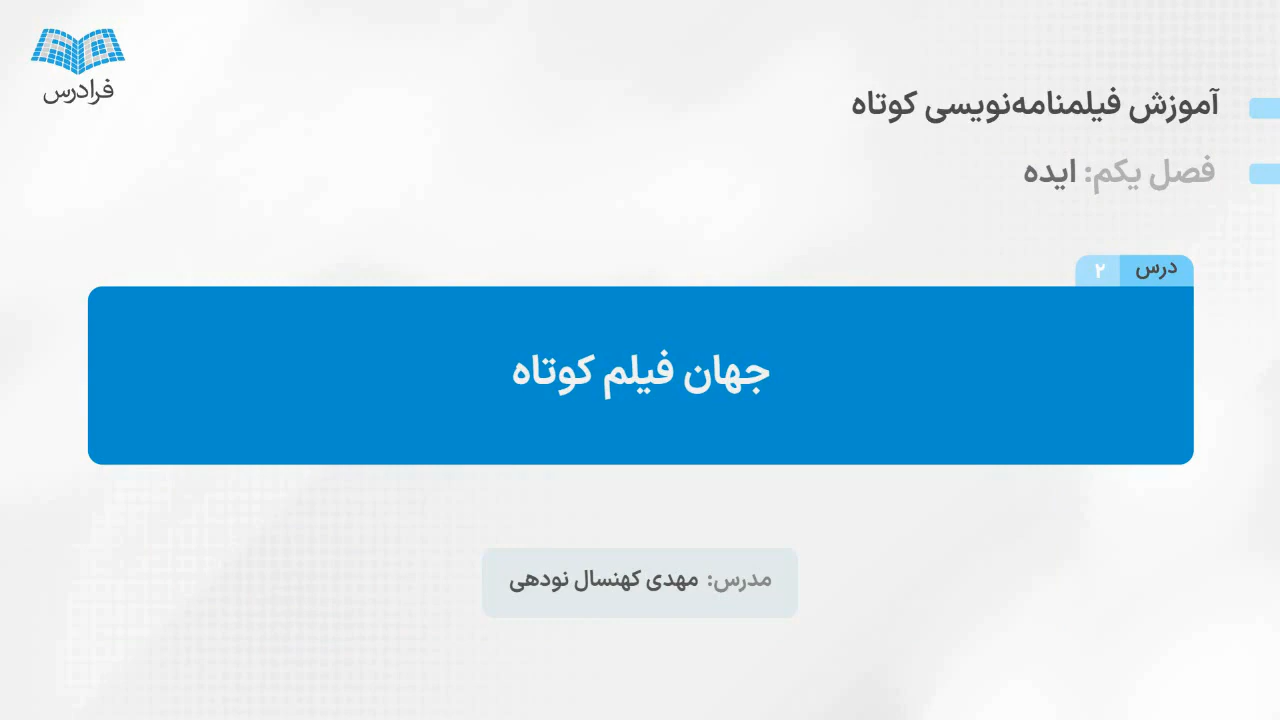 فرادرس
آموزش فیلمنامه‌نویسی کوتاه
فصل یکم: ایده
درس ۲
جهان فیلم کوتاه
مدرس: مهدی کهنسال نودهی